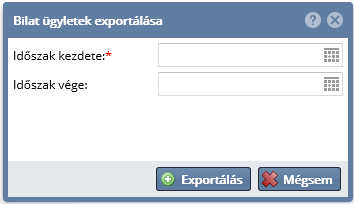 Bilat ügyletek exportálása
Időszak kezdete:*
Időszak vége:
Exportálás Mégsem